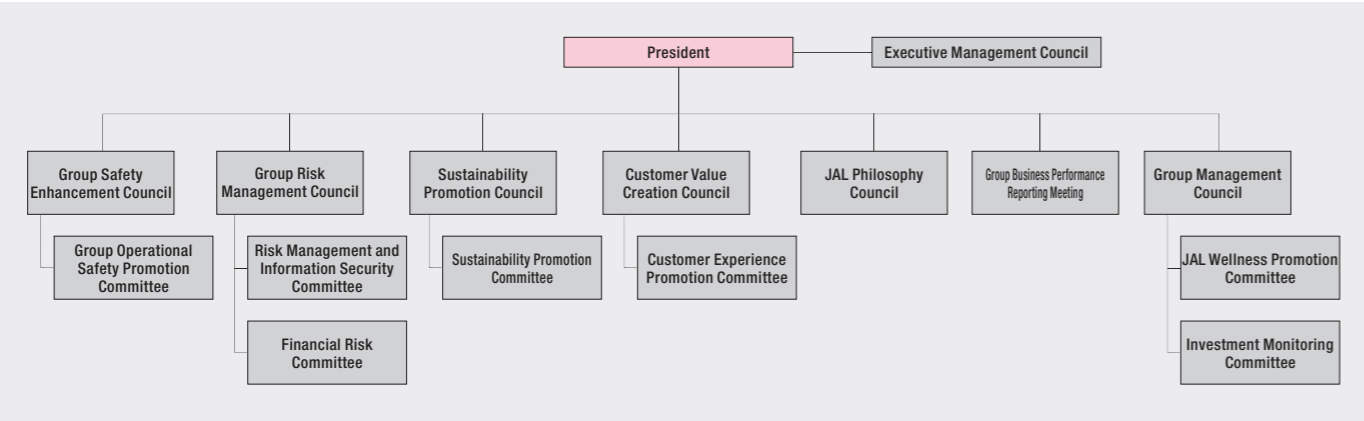 President
Executive Management Council
Group Safety
Enhancement Council
Group Risk
Management Council
Sustainability
Promotion Council
Customer Value
Creation Council
JAL Philosophy
Council
Group Business Performance
Reporting Meeting
Group Management
Council
Group Operational
Safety Promotion
Committee
Risk Management and
Information Security
Committee
Sustainability Promotion
Committee
Customer Experience
Promotion Committee
JAL Wellness Promotion
Committee
Financial Risk
Committee
Investment Monitoring
Committee